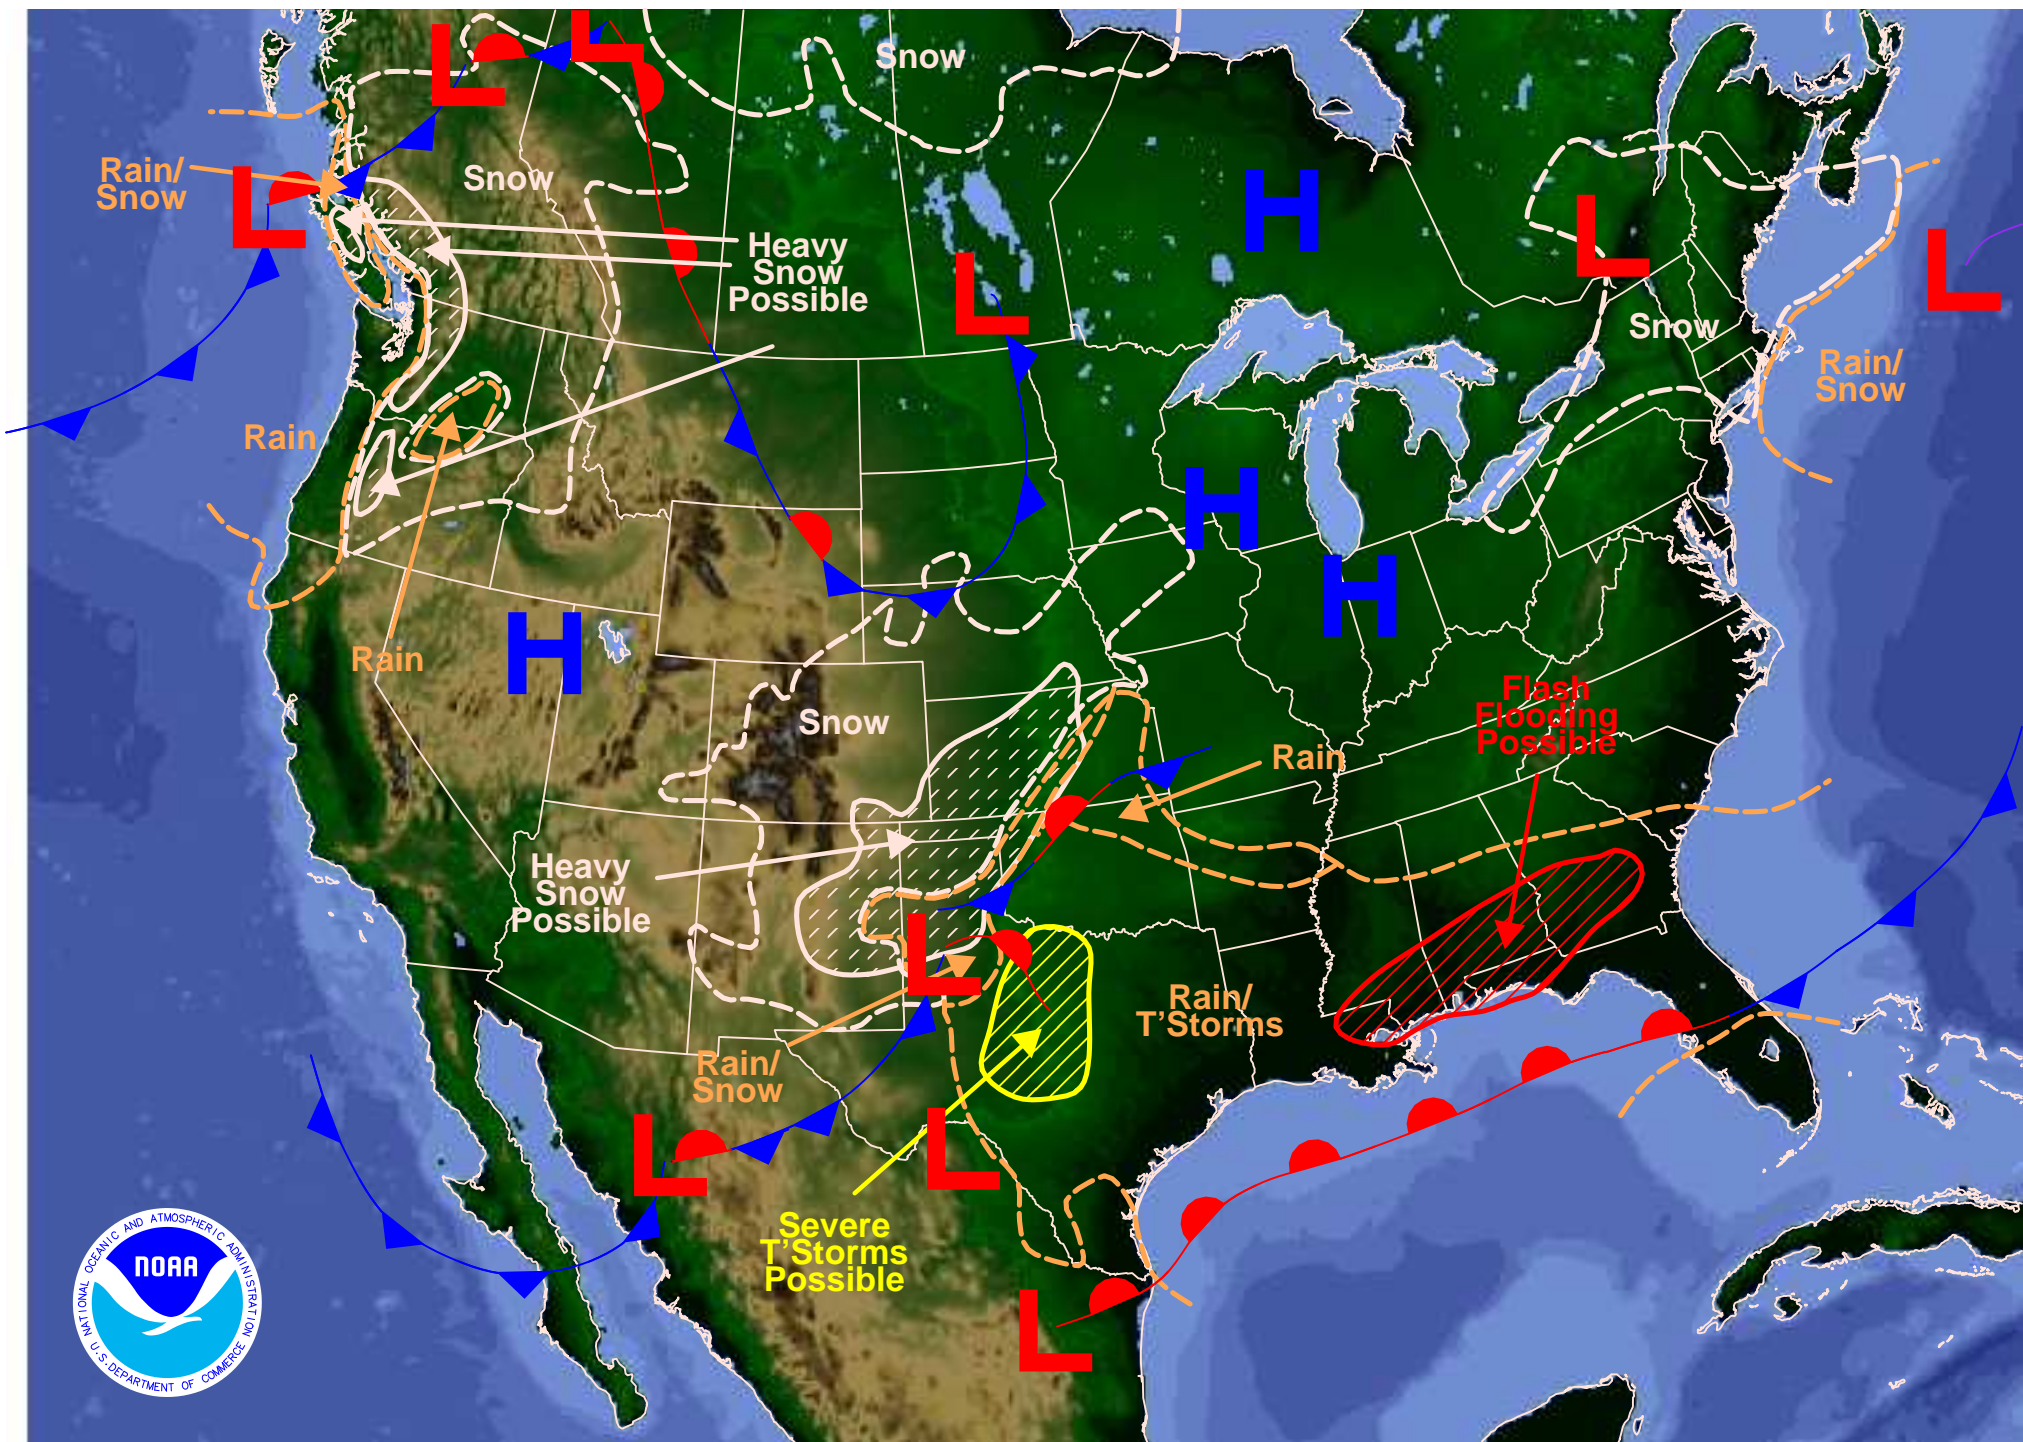 Snow
L
L
Rain/
Snow
Snow
L
H
L
Heavy
Snow
Possible
L
L
Snow
Rain/
Snow
Rain
H
H
H
Rain
Snow
Flash
Flooding
Possible
Rain
Heavy
Snow
Possible
L
Rain/
T'Storms
Rain/
Snow
L
L
Severe
T'Storms
Possible
L
NATIONAL OCEANIC AND ATMOSPHERIC ADMINISTRATION
NOAA
U.S. DEPARTMENT OF COMMERCE